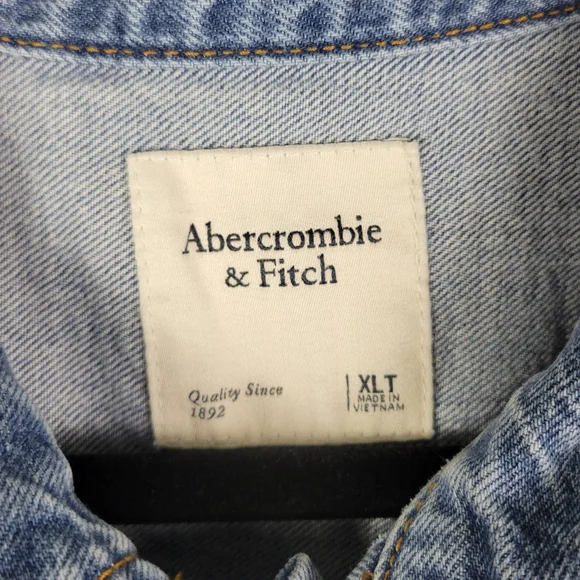 Abercrombie
& Fitch
Quality Since
1892
XLT
MADE IN
VIETNAM